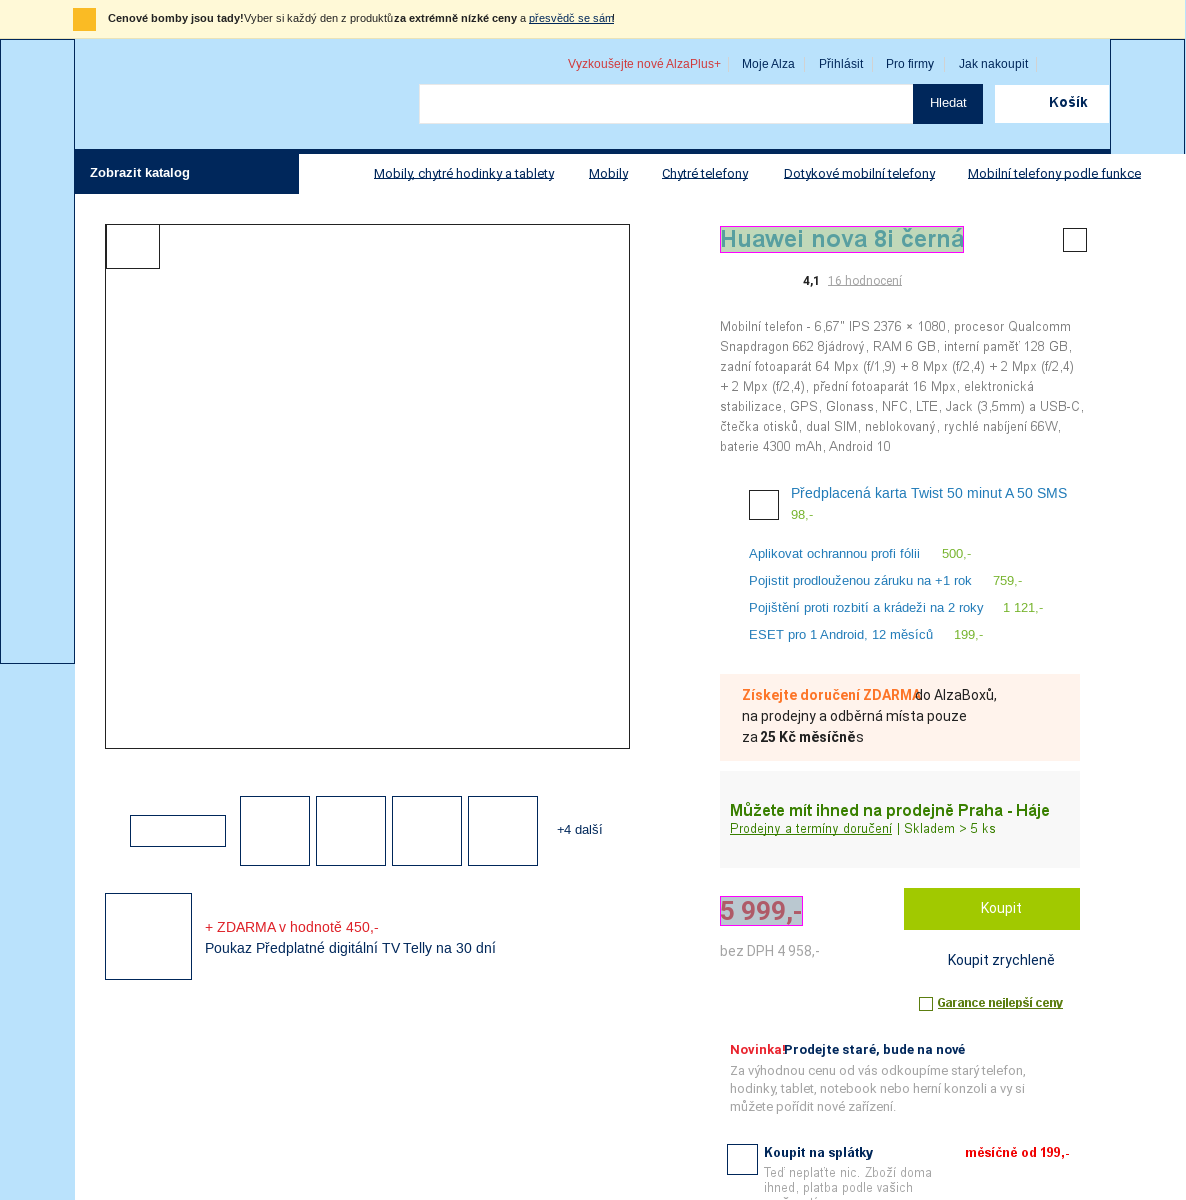 Cenové bomby jsou tady! Vyber si každý den z produktů za extrémně nízké ceny a přesvědč se sám!
Vyzkoušejte nové AlzaPlus+ Moje Alza Přihlásit Pro firmy Jak nakoupit
Hledat Košík
Zobrazit katalog Mobily, chytré hodinky a tablety Mobily Chytré telefony Dotykové mobilní telefony Mobilní telefony podle funkce
Huawei nova 8i černá
4,1 16 hodnocení
Mobilní telefon - 6,67" IPS 2376 × 1080, procesor Qualcomm
Snapdragon 662 8jádrový, RAM 6 GB, interní paměť 128 GB,
zadní fotoaparát 64 Mpx (f/1,9) + 8 Mpx (f/2,4) + 2 Mpx (f/2,4)
+ 2 Mpx (f/2,4), přední fotoaparát 16 Mpx, elektronická
stabilizace, GPS, Glonass, NFC, LTE, Jack (3,5mm) a USB-C,
čtečka otisků, dual SIM, neblokovaný, rychlé nabíjení 66W,
baterie 4300 mAh, Android 10
Předplacená karta Twist 50 minut A 50 SMS
98,-
Aplikovat ochrannou profi fólii 500,-
Pojistit prodlouženou záruku na +1 rok 759,-
Pojištění proti rozbití a krádeži na 2 roky 1 121,-
ESET pro 1 Android, 12 měsíců 199,-
Získejte doručení ZDARMA do AlzaBoxů,
na prodejny a odběrná místa pouze
za 25 Kč měsíčně s
Můžete mít ihned na prodejně Praha - Háje
Prodejny a termíny doručení | Skladem > 5 ks
+4 další
+ ZDARMA v hodnotě 450,-
Poukaz Předplatné digitální TV Telly na 30 dní
5 999,- Koupit
bez DPH 4 958,-
Koupit zrychleně
Garance nejlepší ceny
Novinka! Prodejte staré, bude na nové
Za výhodnou cenu od vás odkoupíme starý telefon,
hodinky, tablet, notebook nebo herní konzoli a vy si
můžete pořídit nové zařízení.
Koupit na splátky měsíčně od 199,-
Teď neplaťte nic. Zboží doma
ihned, platba podle vašich